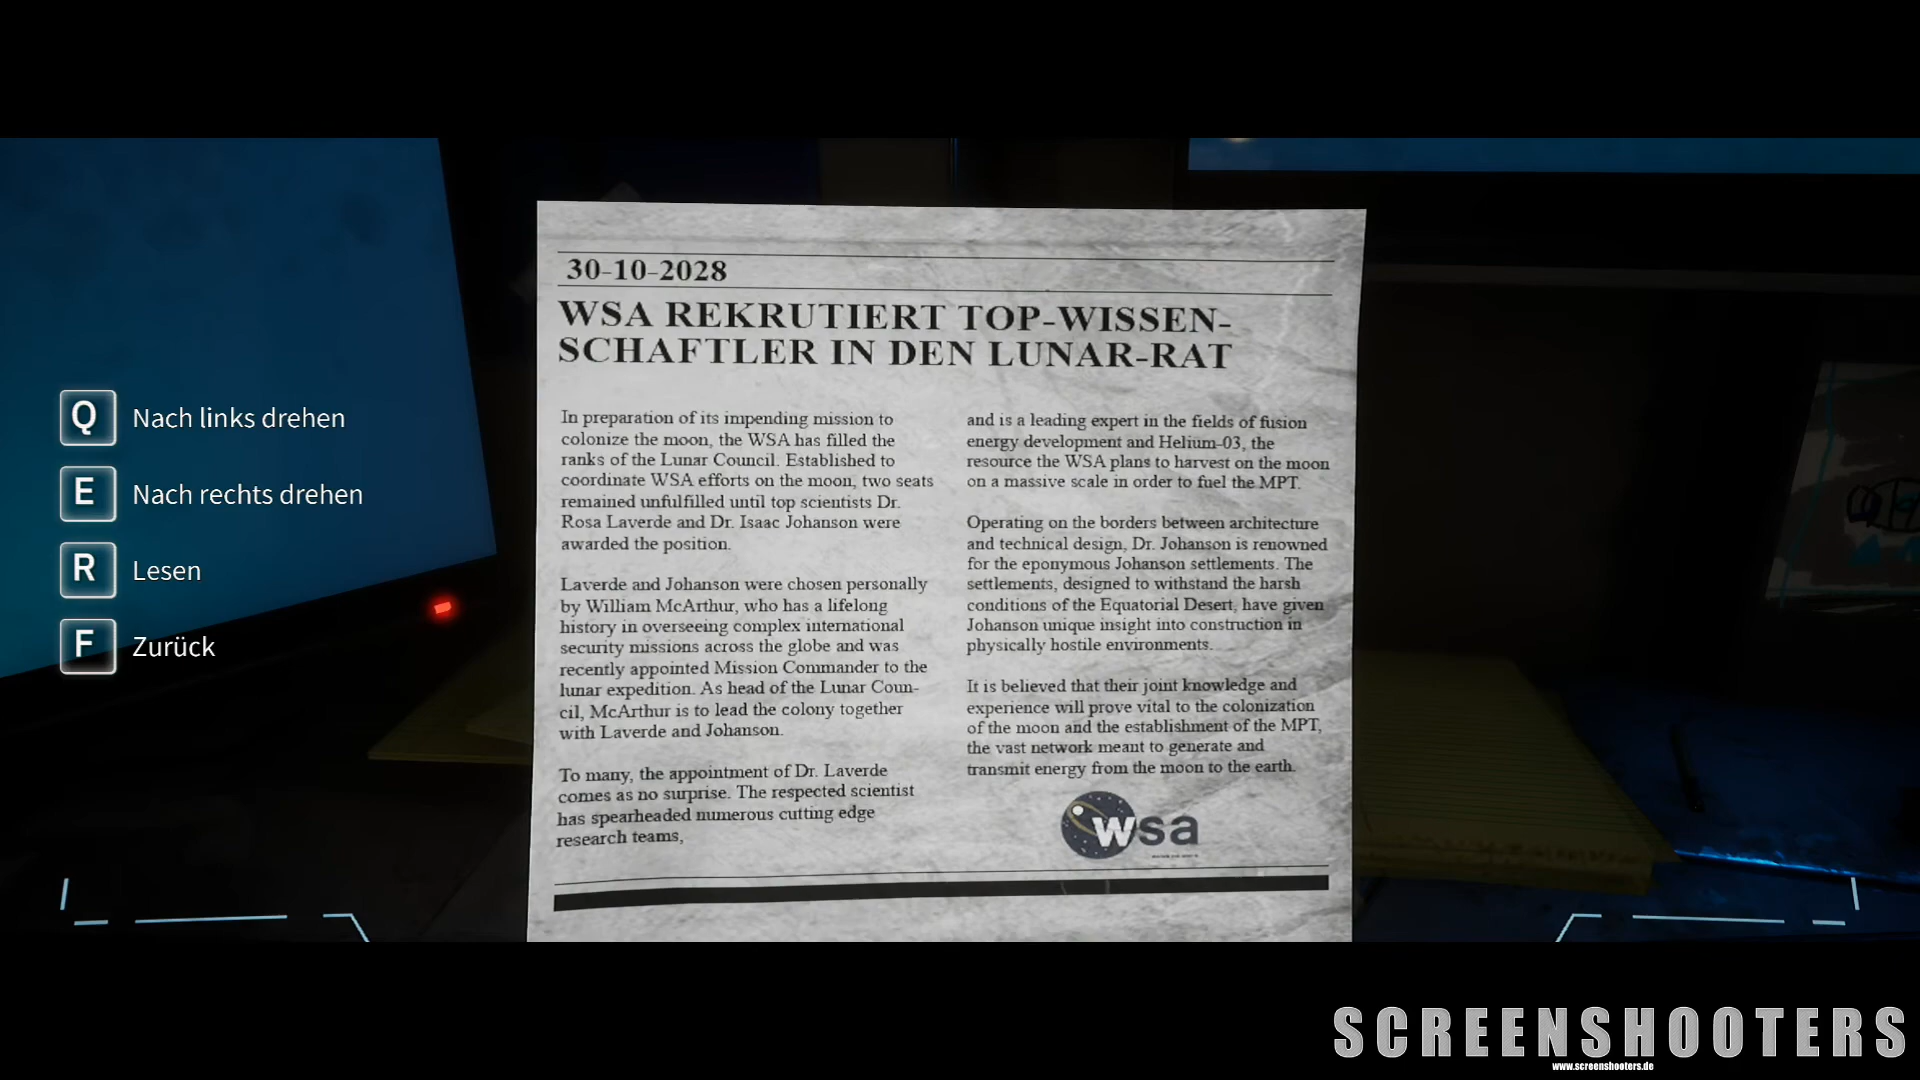 30-10-2028
WSA REKRUTIERT TOP-WISSEN-
SCHAFTLER IN DEN LUNAR-RAT
In preparation of its impending mission to
colonize the moon, the WSA has filled the
ranks of the Lunar Council. Established to
coordinate WSA efforts on the moon, two seats
remained unfulfilled until top scientists Dr.
Rosa Laverde and Dr. Isaac Johanson were
awarded the position.
Laverde and Johanson were chosen personally
by William McArthur, who has a lifelong
history in overseeing complex international
security missions across the globe and was
recently appointed Mission Commander to the
lunar expedition. As head of the Lunar Coun-
cil, McArthur is to lead the colony together
with Laverde and Johanson.
To many, the appointment of Dr. Laverde
comes as no surprise. The respected scientist
has spearheaded numerous cutting edge
research teams,
and is a leading expert in the fields of fusion
energy development and Helium-03, the
resource the WSA plans to harvest on the moon
on a massive scale in order to fuel the MPT.
Operating on the borders between architecture
and technical design, Dr. Johanson is renowned
for the eponymous Johanson settlements. The
settlements, designed to withstand the harsh
conditions of the Equatorial Desert, have given
Johanson unique insight into construction in
physically hostile environments.
It is believed that their joint knowledge and
experience will prove vital to the colonization
of the moon and the establishment of the MPT,
the vast network meant to generate and
transmit energy from the moon to the earth.
wsa
Q Nach links drehen
E Nach rechts drehen
R Lesen
F Zurück
SCREENSHOOTERS
www.screenshooters.de